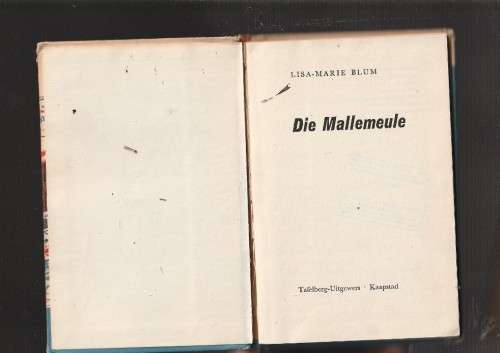 LISA-MARIE BLUM
Die Mallemeule
Tafelberg-Uitgewers · Kaapstad